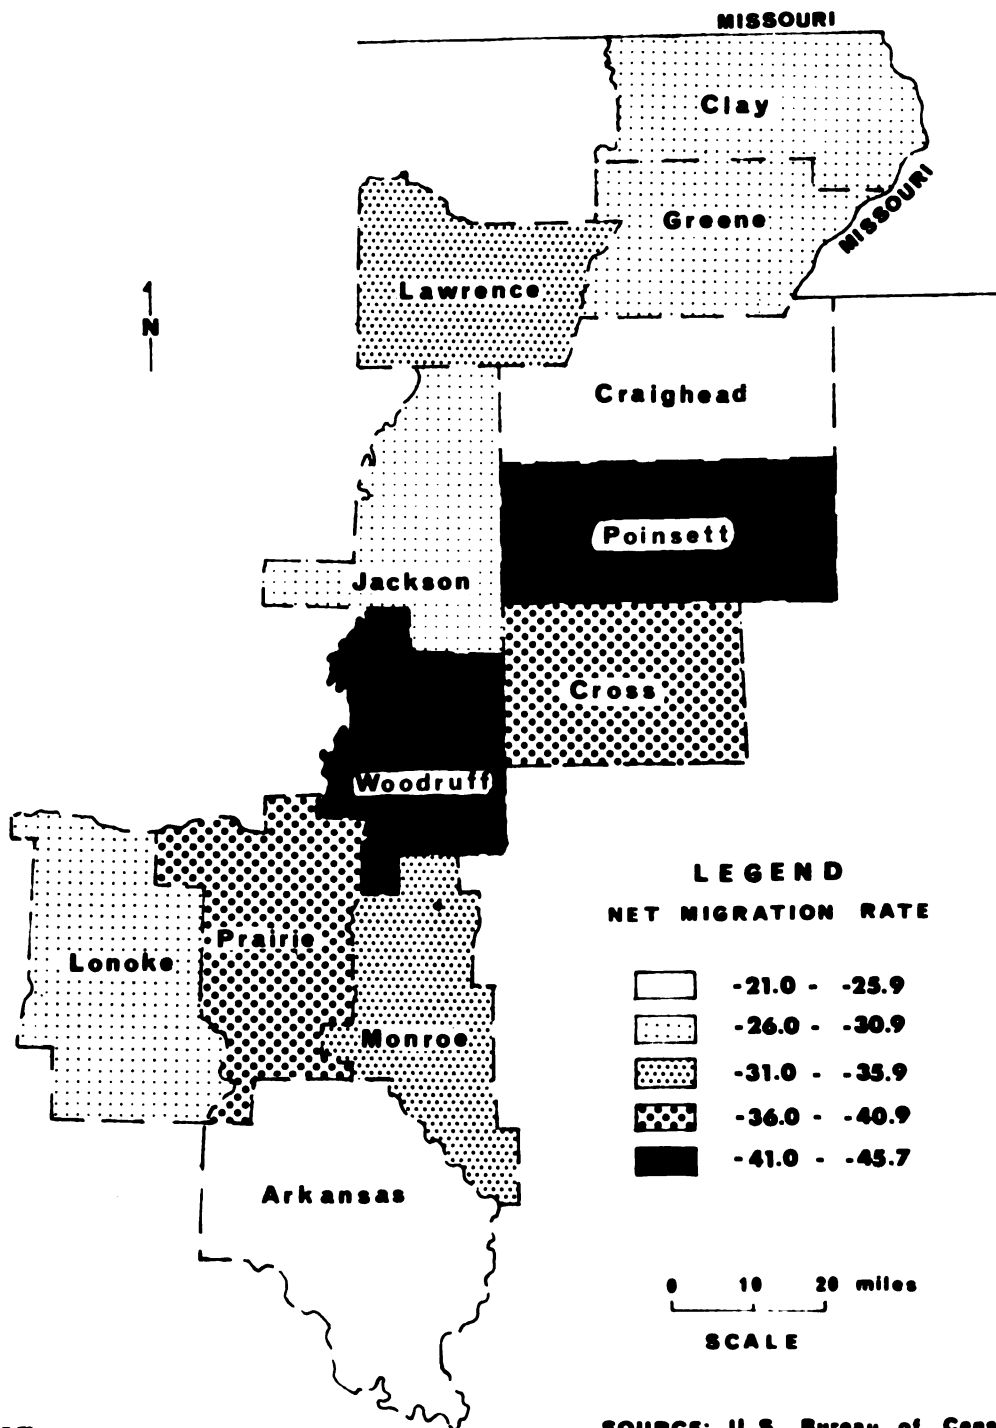 MISSOURI
Clay
Greene
MISSOURI
Lawrence
N
Craighead
Poinsett
Jackson
Cross
Woodruff
LEGEND
NET MIGRATION RATE
Prairie
Lonoke
-21.0 - -25.9
-26.0 - -30.9
Monroe
-31.0 - -35.9
-36.0 - -40.9
-41.0 - -45.7
Arkansas
0 10 20 miles
SCALE
SOURCE: U.S. Bureau of